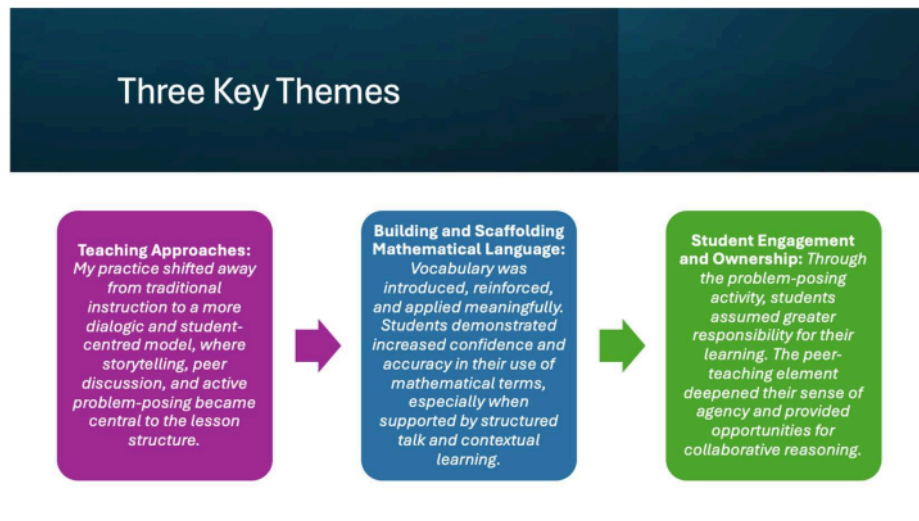 Three Key Themes
Teaching Approaches:
My practice shifted away
from traditional
instruction to a more
dialogic and student-
centred model, where
storytelling, peer
discussion, and active
problem-posing became
central to the lesson
structure.
Building and Scaffolding
Mathematical Language:
Vocabulary was
introduced, reinforced,
and applied meaningfully.
Students demonstrated
increased confidence and
accuracy in their use of
mathematical terms,
especially when
supported by structured
talk and contextual
learning.
Student Engagement
and Ownership: Through
the problem-posing
activity, students
assumed greater
responsibility for their
learning. The peer-
teaching element
deepened their sense of
agency and provided
opportunities for
collaborative reasoning.